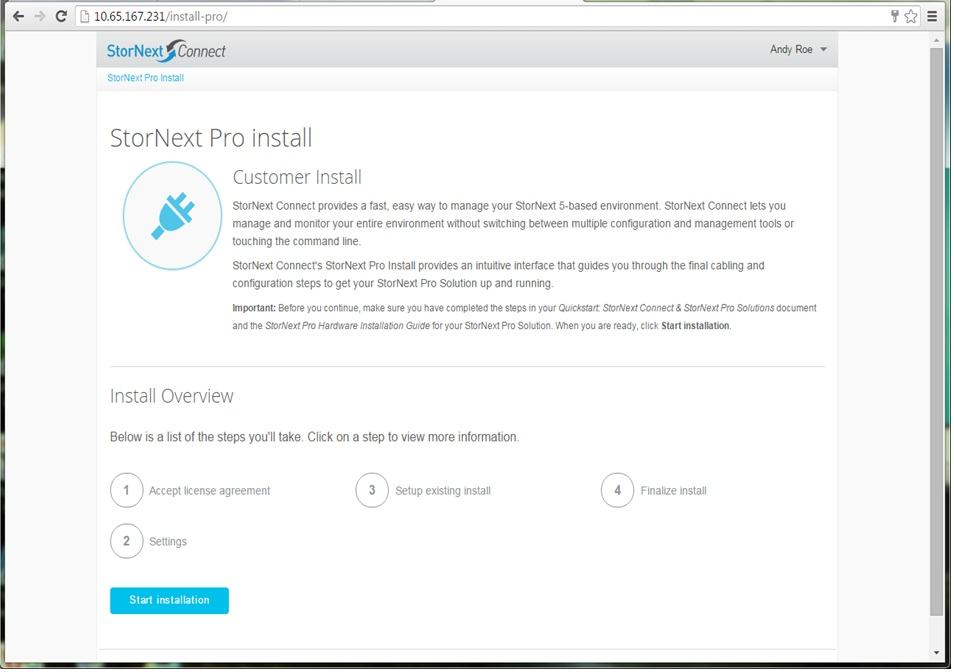 10.65.167.231/install-pro/
StorNext Connect
Andy Roe
StorNext Pro Install
StorNext Pro install
Customer Install
StorNext Connect provides a fast, easy way to manage your StorNext 5-based environment. StorNext Connect lets you
manage and monitor your entire environment without switching between multiple configuration and management tools or
touching the command line.
StorNext Connect's StorNext Pro Install provides an intuitive interface that guides you through the final cabling and
configuration steps to get your StorNext Pro Solution up and running.
Important: Before you continue, make sure you have completed the steps in your Quickstart: StorNext Connect & StorNext Pro Solutions document
and the StorNext Pro Hardware Installation Guide for your StorNext Pro Solution. When you are ready, click Start installation.
Install Overview
Below is a list of the steps you'll take. Click on a step to view more information.
1 Accept license agreement
3 Setup existing install
4 Finalize install
2 Settings
Start installation